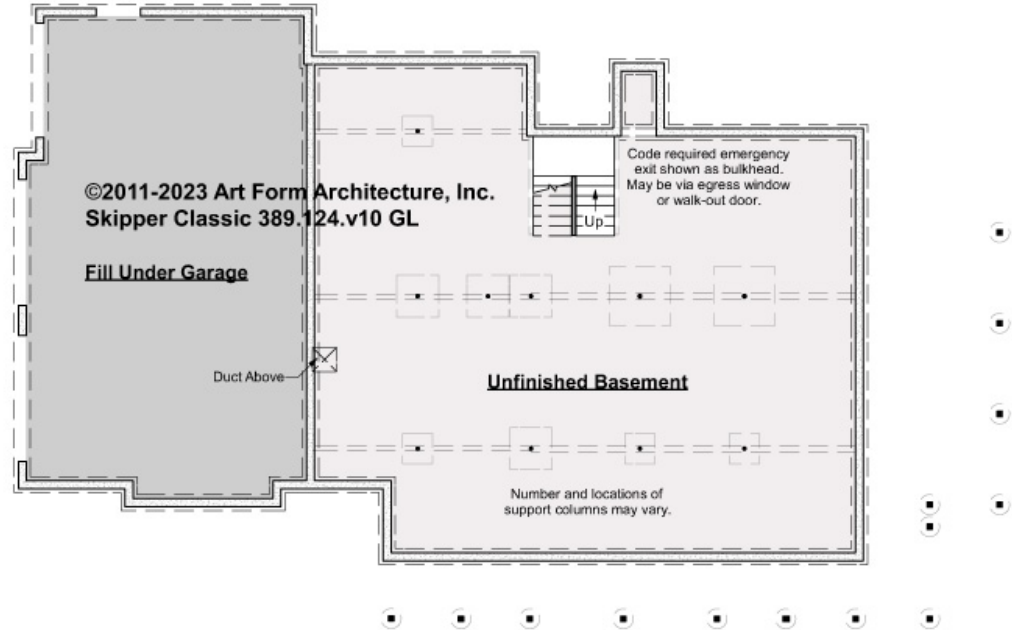 Code required emergency
exit shown as bulkhead.
May be via egress window
or walk-out door.
©2011-2023 Art Form Architecture, Inc.
Skipper Classic 389.124.v10 GL
Up
Fill Under Garage
Duct Above
Unfinished Basement
Number and locations of
support columns may vary.